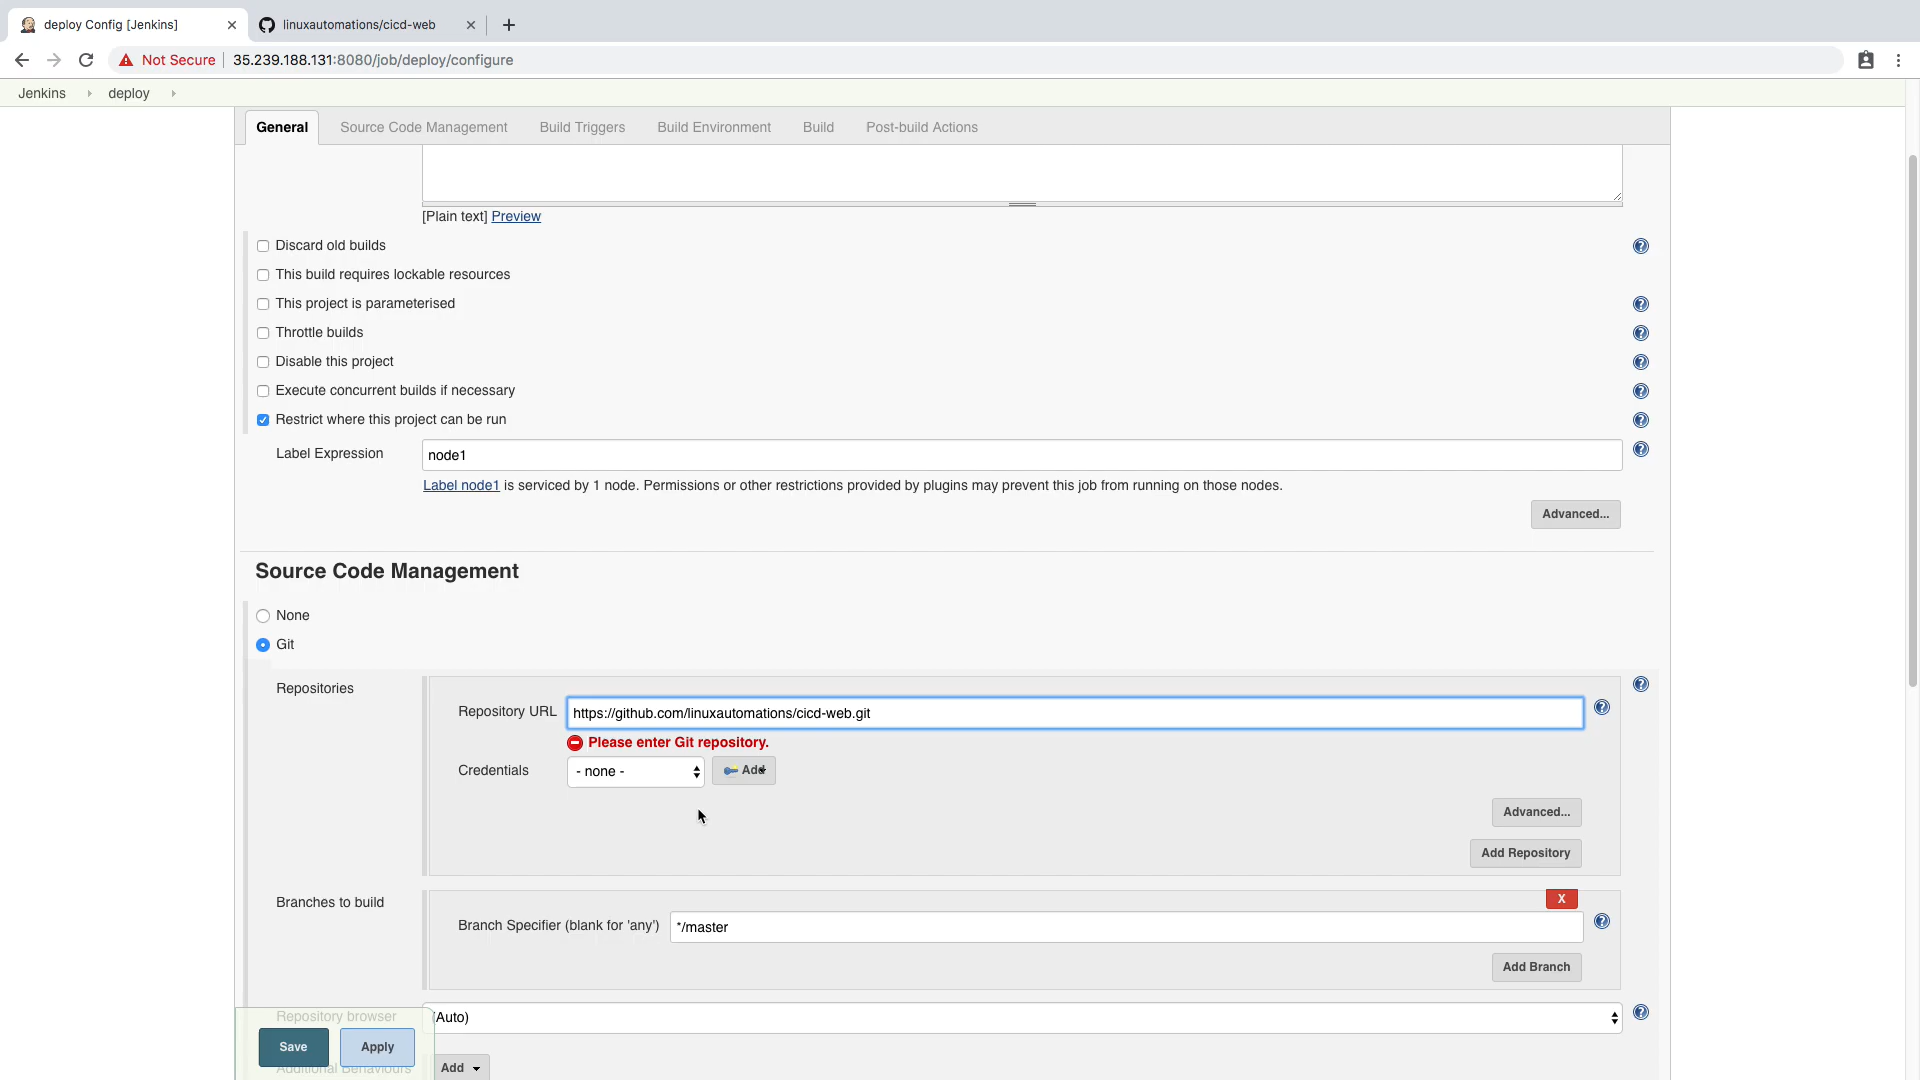 deploy Config [Jenkins]
linuxautomations/cicd-web
Not Secure
35.239.188.131:8080/job/deploy/configure
Jenkins
deploy
General
Source Code Management
Build Triggers
Build Environment
Build
Post-build Actions
[Plain text] Preview
Discard old builds
This build requires lockable resources
This project is parameterised
Throttle builds
Disable this project
Execute concurrent builds if necessary
Restrict where this project can be run
Label Expression
node1
Label node1 is serviced by 1 node. Permissions or other restrictions provided by plugins may prevent this job from running on those nodes.
Advanced...
Source Code Management
None
Git
Repositories
Repository URL
https://github.com/linuxautomations/cicd-web.git
Please enter Git repository.
Credentials
- none -
Add
Advanced...
Add Repository
Branches to build
X
Branch Specifier (blank for 'any')
*/master
Add Branch
Repository browser
(Auto)
Save
Apply
Additional Behaviours
Add